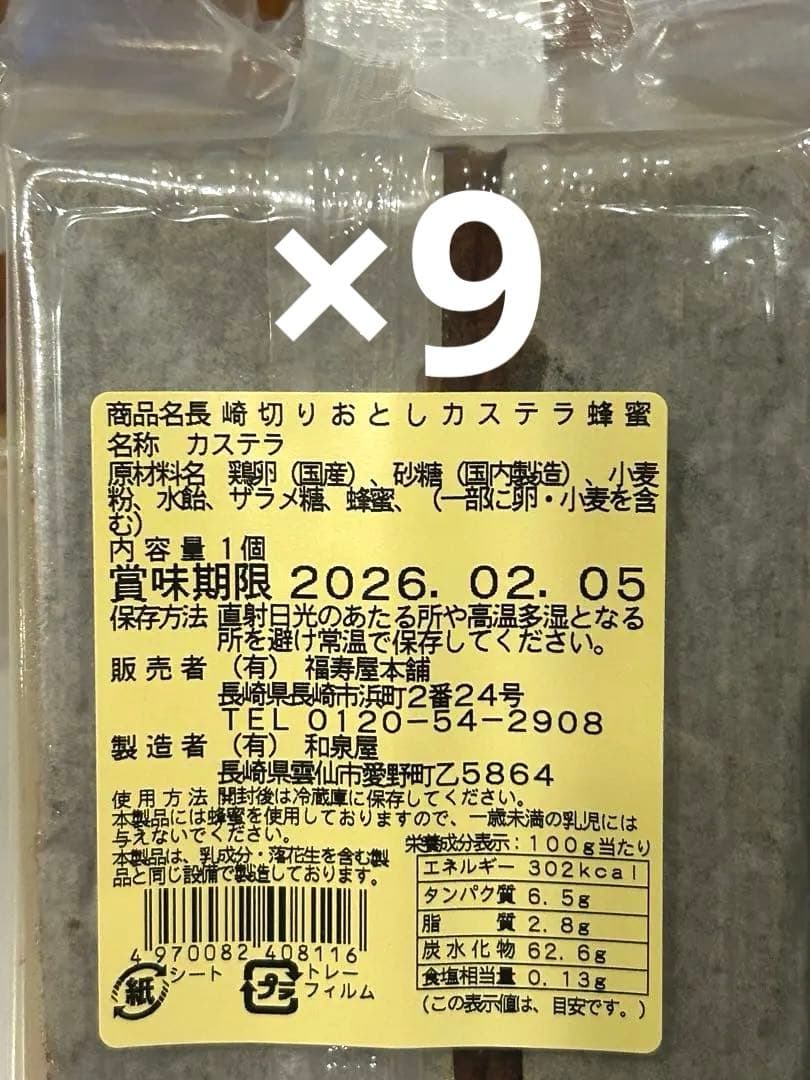 ×9
商品名長崎切りおとしカステラ蜂蜜
名称 カステラ
原材料名 鶏卵（国産）、砂糖（国内製造）、小麦
粉、水飴、ザラメ糖、蜂蜜、（一部に卵・小麦を含
む）
内容量 1個
賞味期限 2026. 02. 05
保存方法 直射日光のあたる所や高温多湿となる
所を避け常温で保存してください。
販売者 （有） 福寿屋本舗
長崎県長崎市浜町2番24号
TEL 0120-54-2908
製造者 （有） 和泉屋
長崎県雲仙市愛野町乙5864
使用方法 開封後は冷蔵庫に保存してください。
本製品には蜂蜜を使用しておりますので、一歳未満の乳児には
与えないでください。
本製品は、乳成分・落花生を含む製
品と同じ設備で製造しております。
栄養成分表示：100g当たり
エネルギー 302kcal
タンパク質 6.5g
脂質 2.8g
炭水化物 62.6g
食塩相当量 0.13g
（この表示値は、目安です。）
4 970082 408116
紙 シート
プラ トレー
フィルム